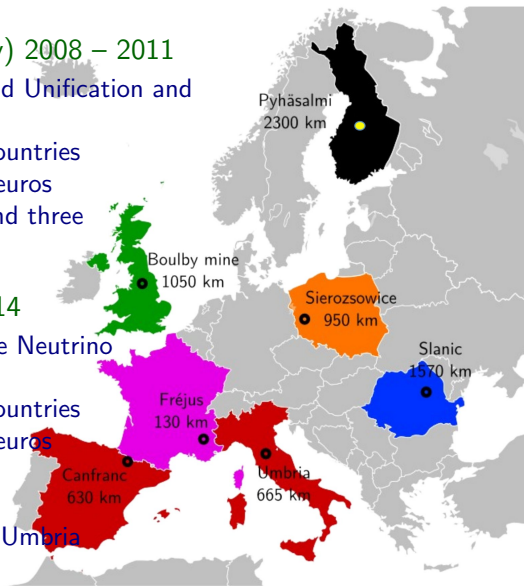 ) 2008 – 2011
d Unification and
ountries
euros
nd three
14
e Neutrino
ountries
euros
Umbria
Pyhäsalmi
2300 km
Boulby mine
1050 km
Sierozsowice
950 km
Slanic
1570 km
Fréjus
130 km
Canfranc
630 km
Umbria
665 km